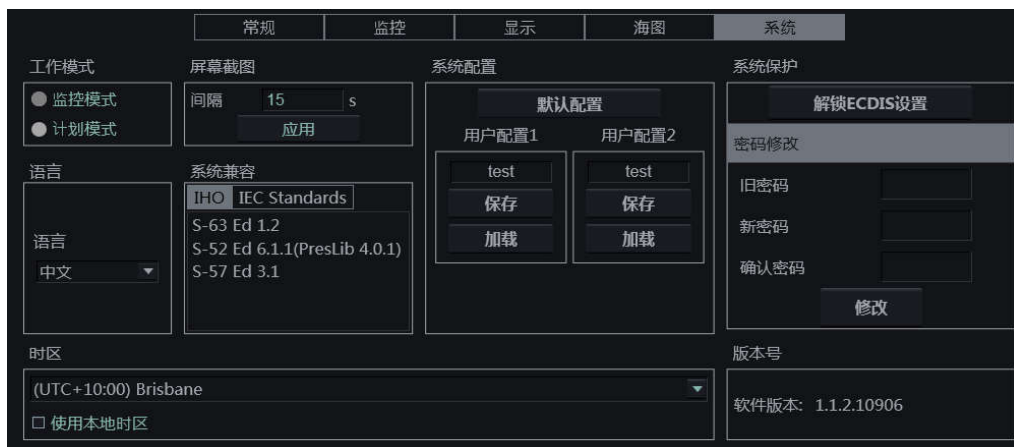 常规 监控 显示 海图 系统
工作模式
监控模式
计划模式
屏幕截图
间隔 15 s
应用
系统配置
默认配置
用户配置1 用户配置2
test test
保存 保存
加载 加载
系统保护
解锁ECDIS设置
密码修改
旧密码
新密码
确认密码
修改
语言
语言
中文
系统兼容
IHO IEC Standards
S-63 Ed 1.2
S-52 Ed 6.1.1(PresLib 4.0.1)
S-57 Ed 3.1
时区
(UTC+10:00) Brisbane
使用本地时区
版本号
软件版本: 1.1.2.10906